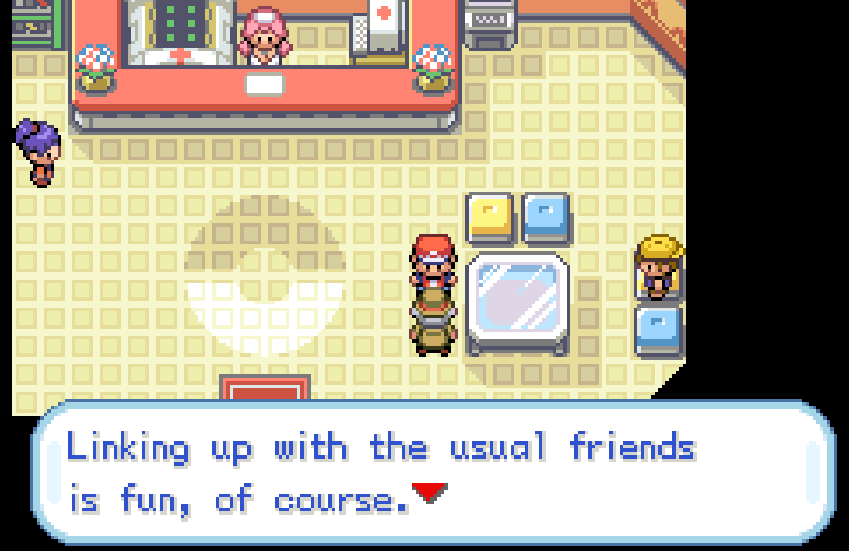 Linking up with the usual friends
is fun, of course.